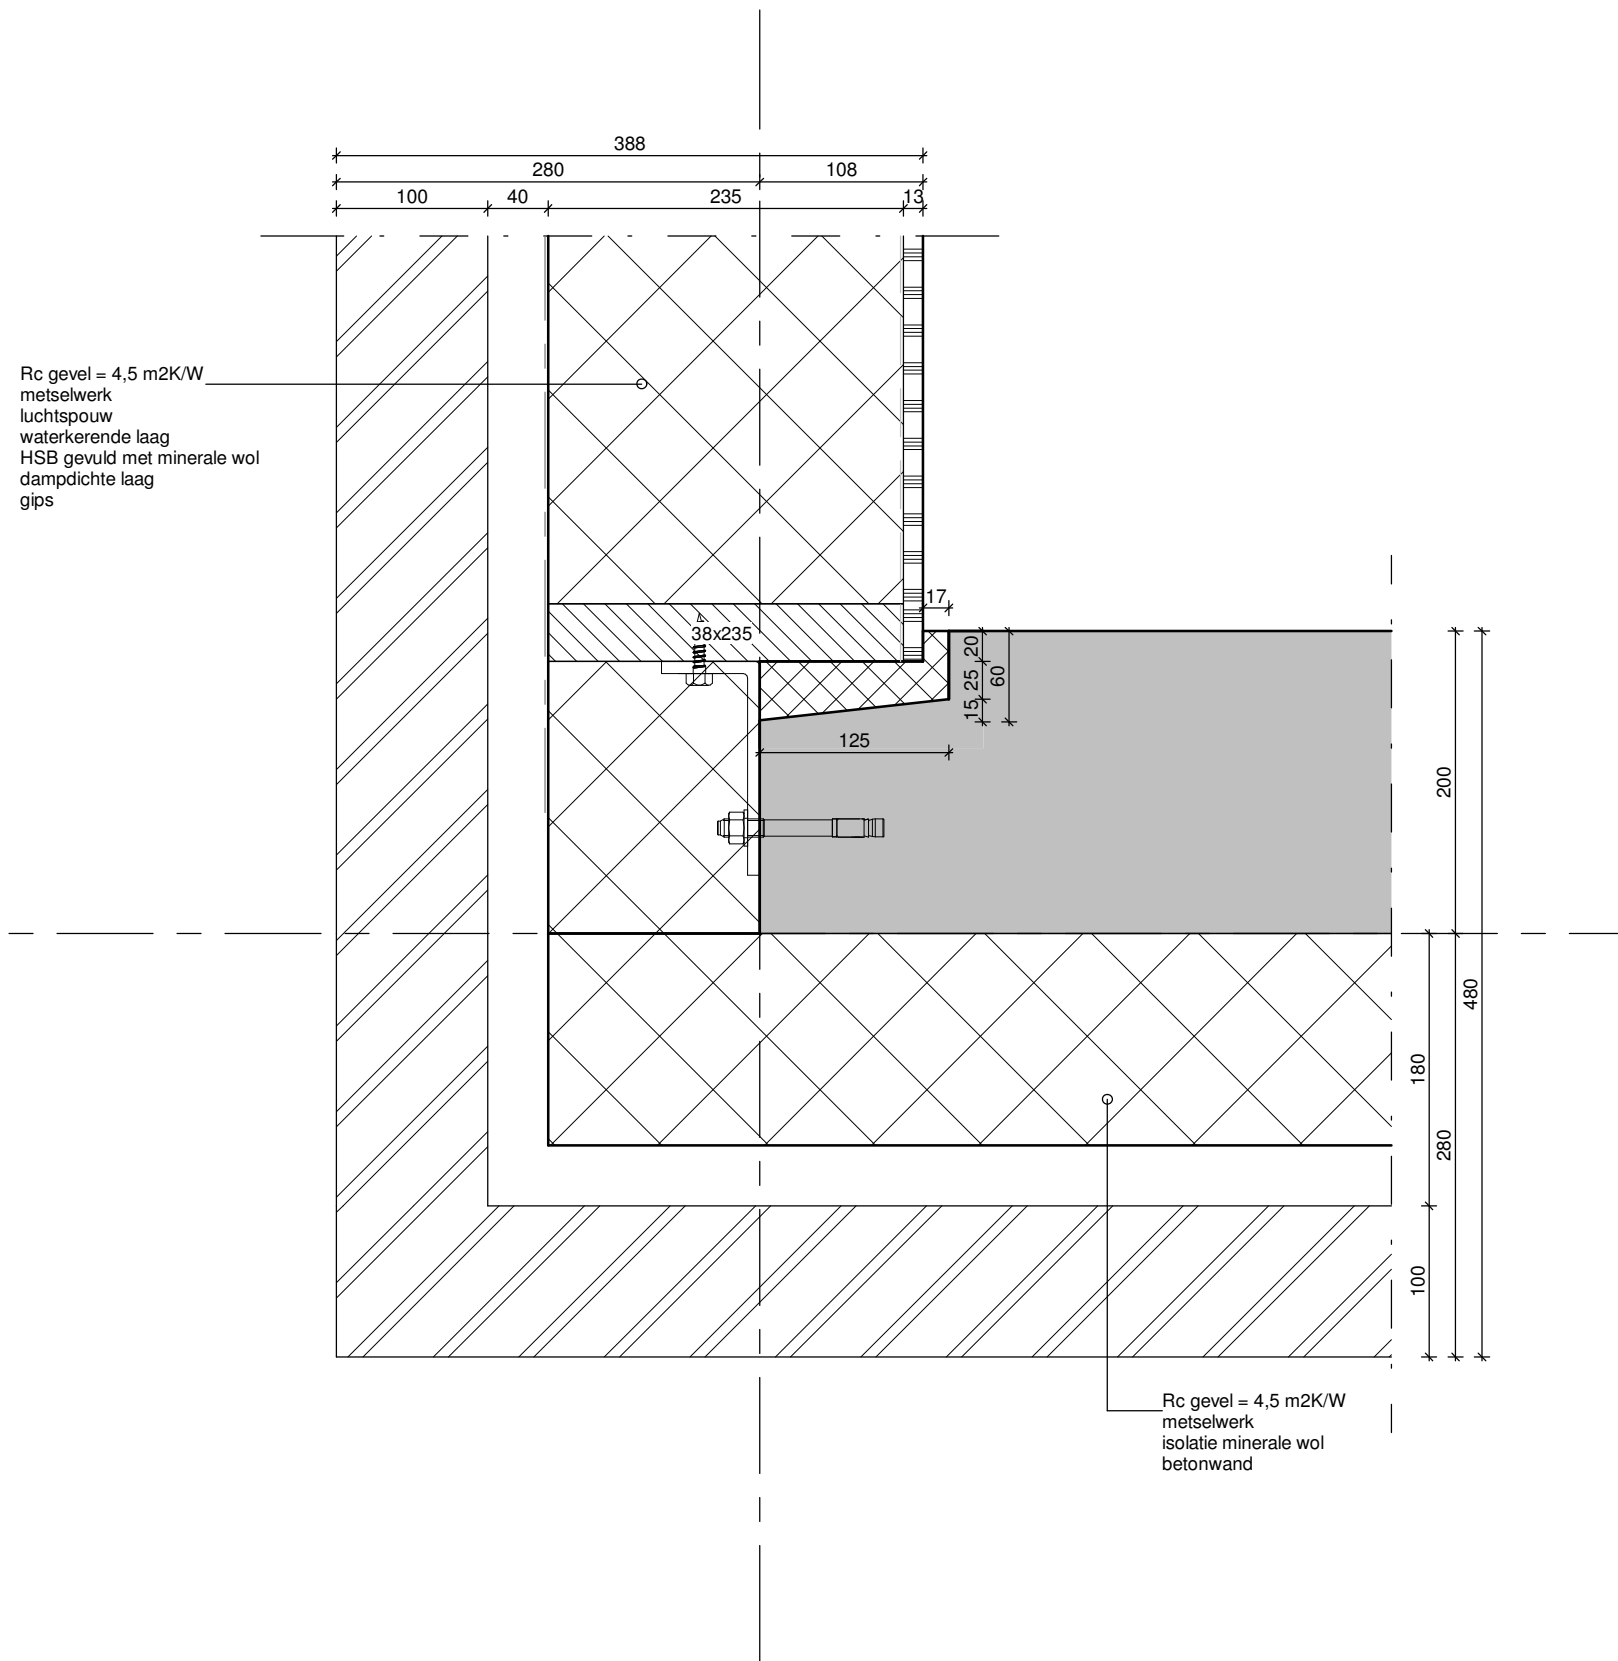 388
280 108
100 40 235 13
Rc gevel = 4,5 m2K/W
metselwerk
luchtspouw
waterkerende laag
HSB gevuld met minerale wol
dampdichte laag
gips
17
38x235
20
25
15
60
125
200
480
180
280
100
Rc gevel = 4,5 m2K/W
metselwerk
isolatie minerale wol
betonwand